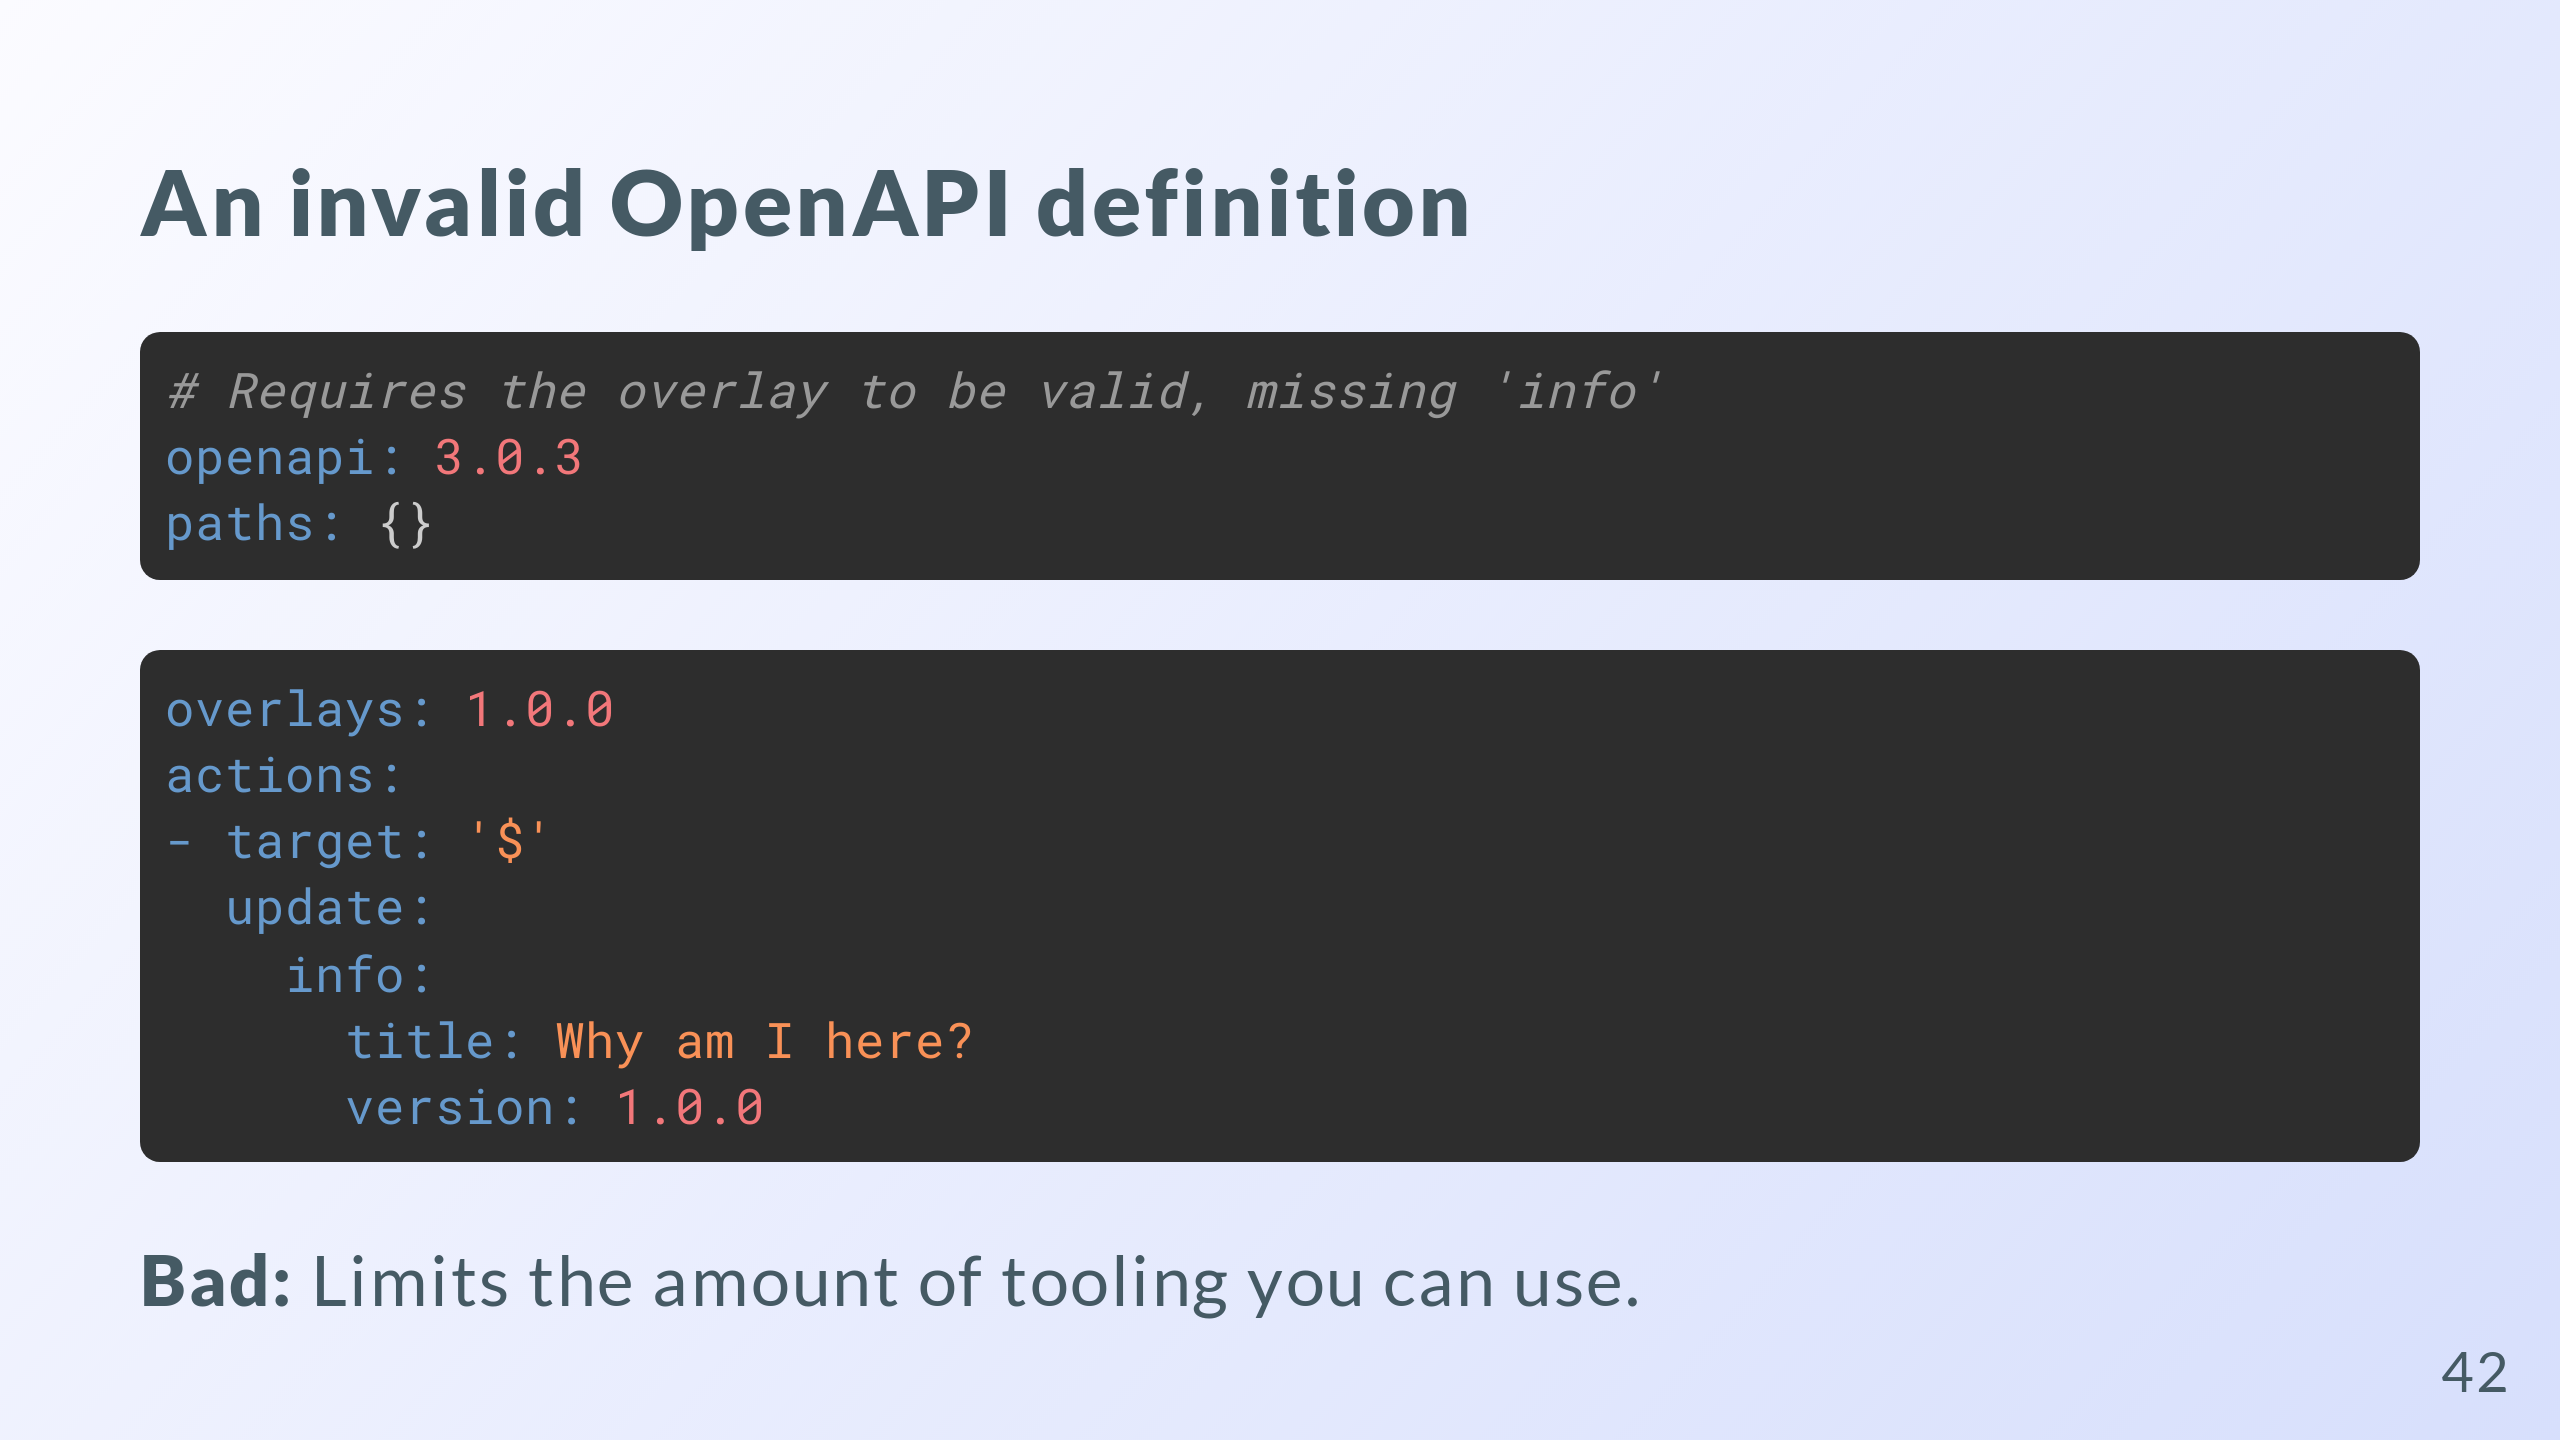 An invalid OpenAPI definition
# Requires the overlay to be valid, missing 'info'
openapi: 3.0.3
paths: {}
overlays: 1.0.0
actions:
- target: '$'
  update:
    info:
      title: Why am I here?
      version: 1.0.0
Bad: Limits the amount of tooling you can use.
42